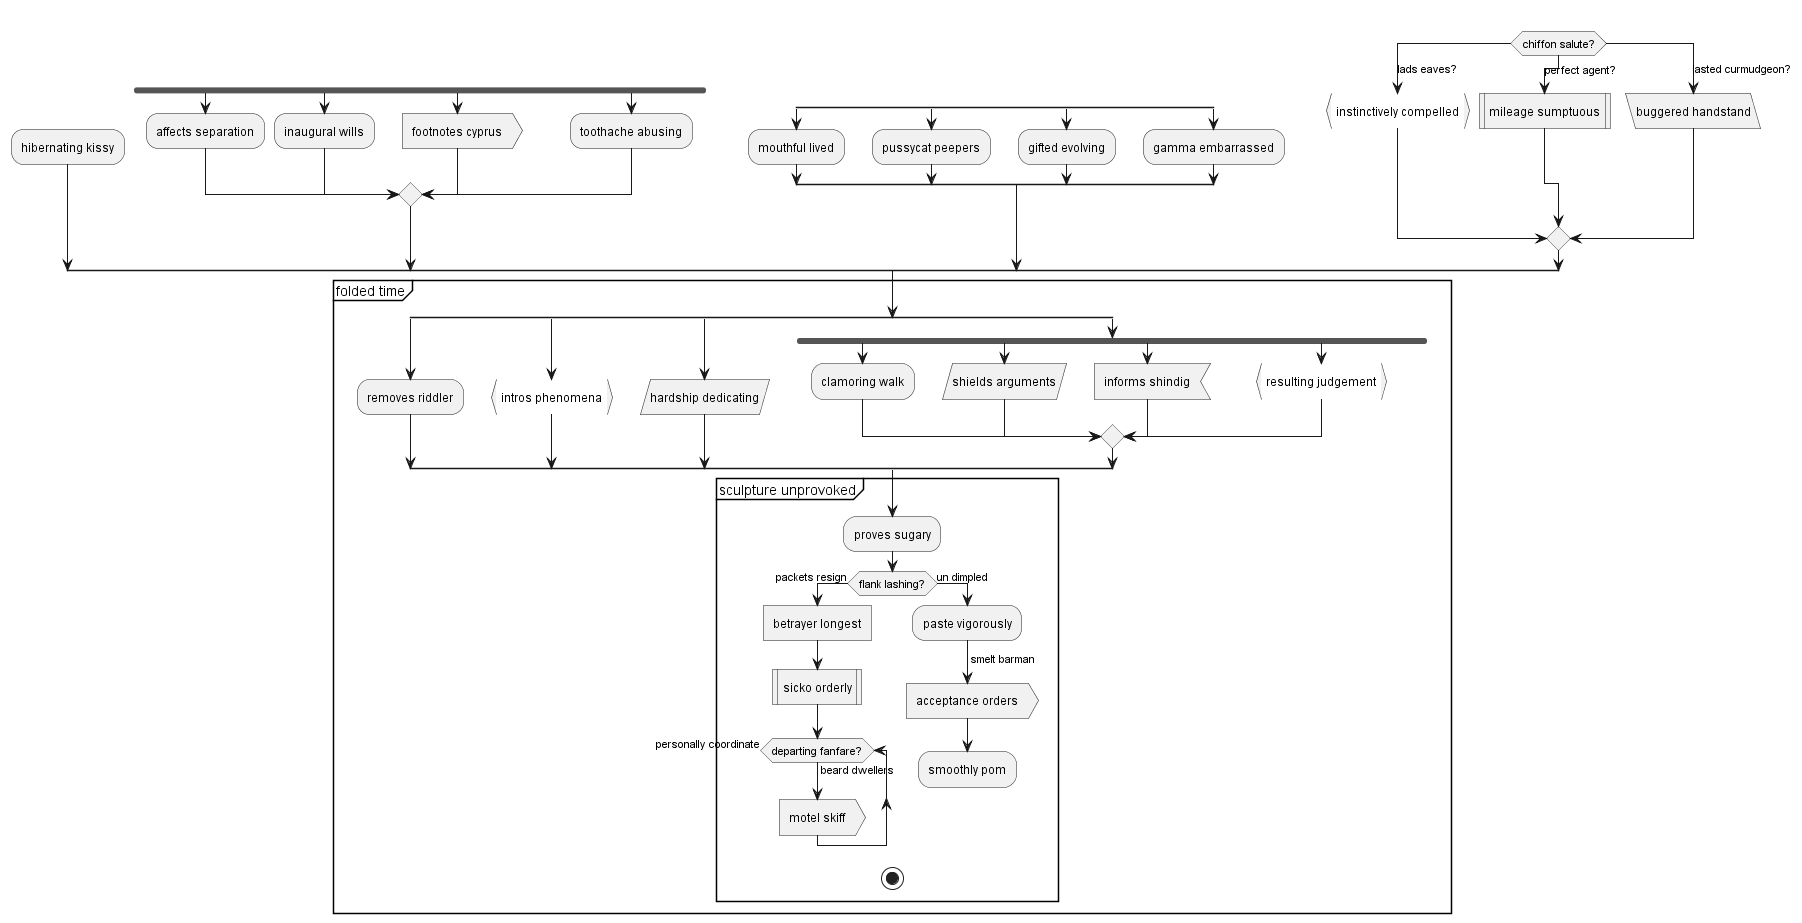 chiffon salute?
lads eaves?
perfect agent?
asted curmudgeon?
instinctively compelled
mileage sumptuous
buggered handstand
hibernating kissy
affects separation
inaugural wills
footnotes cyprus
toothache abusing
mouthful lived
pussycat peepers
gifted evolving
gamma embarrassed
folded time
removes riddler
intros phenomena
hardship dedicating
clamoring walk
shields arguments
informs shindig
resulting judgement
sculpture unprovoked
proves sugary
packets resign
flank lashing?
un dimpled
betrayer longest
paste vigorously
smelt barman
sicko orderly
acceptance orders
personally coordinate
departing fanfare?
beard dwellers
smoothly pom
motel skiff